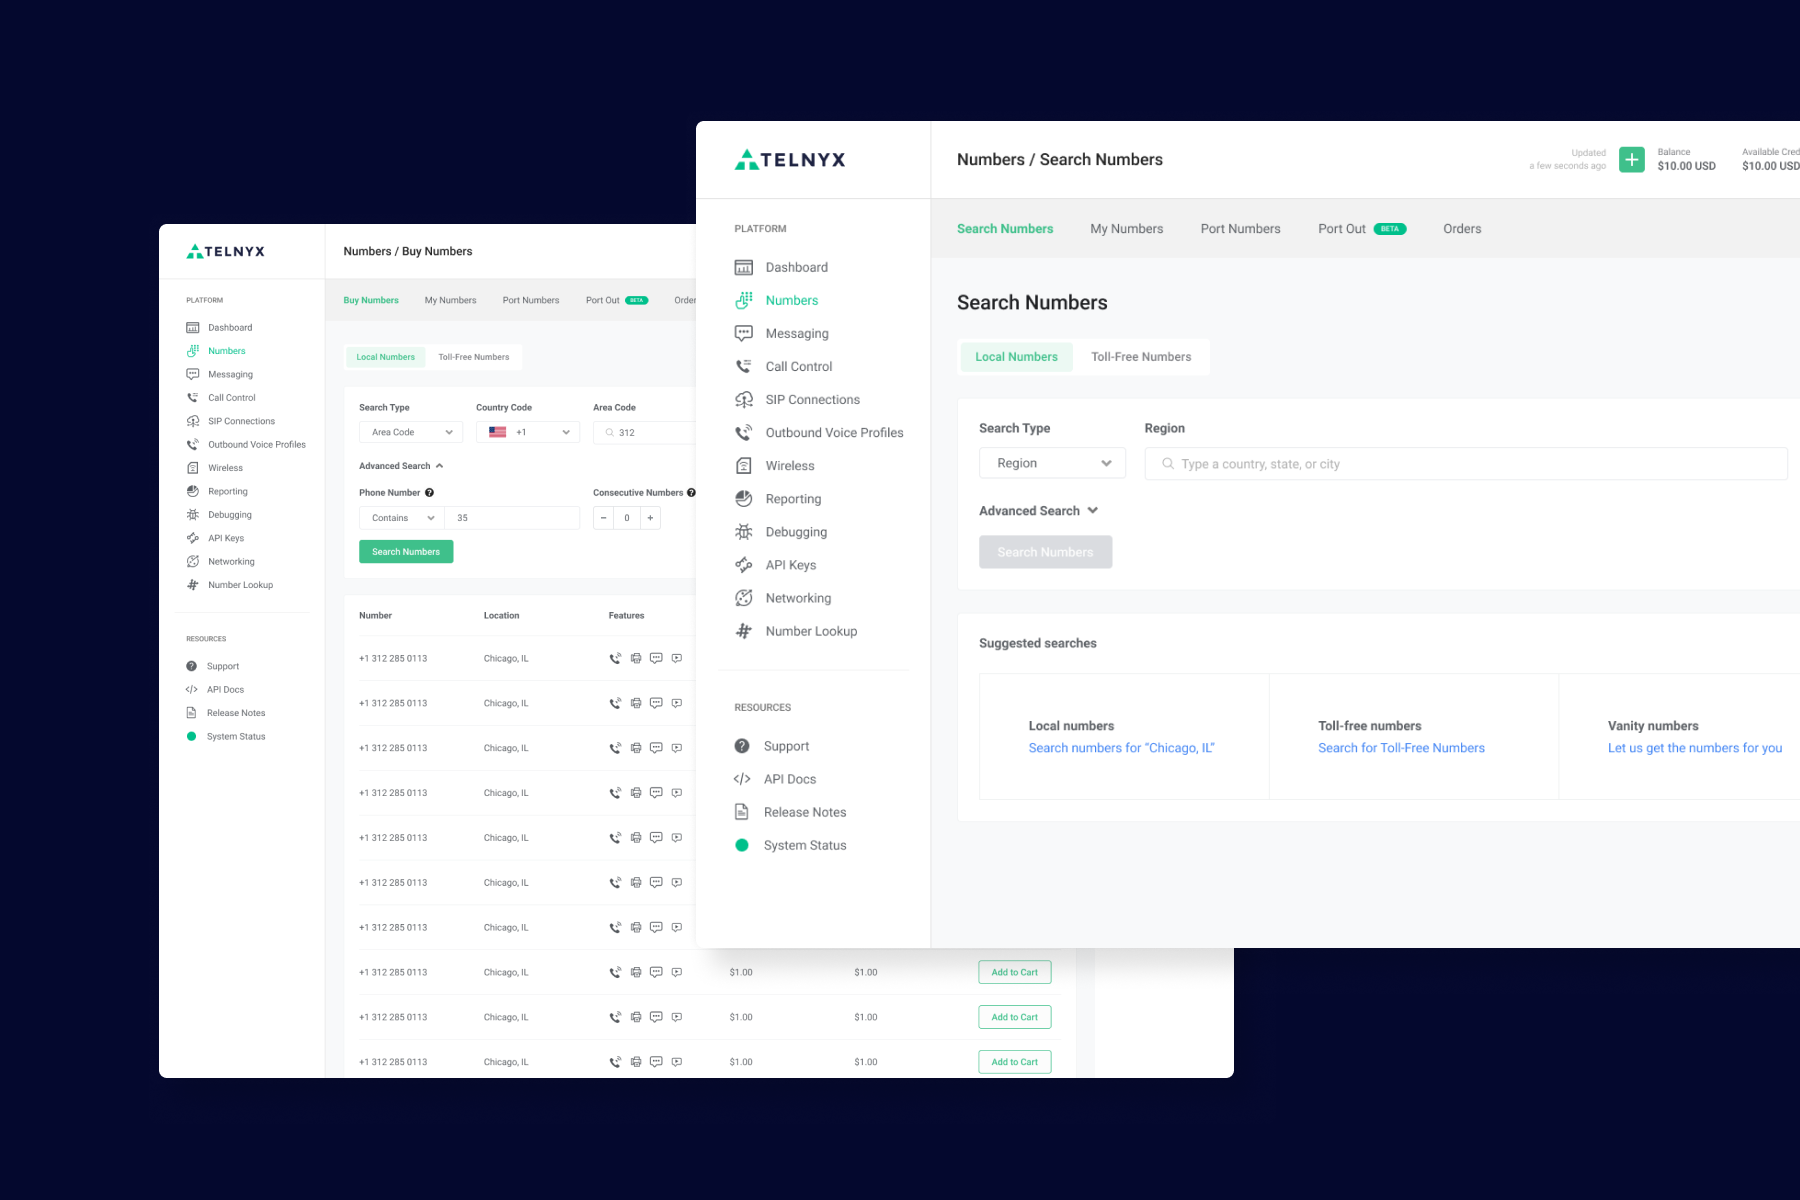 TELNYX
Numbers / Search Numbers
Updated
a few seconds ago
Balance
$10.00 USD
Available Cred
$10.00 USD
PLATFORM
Dashboard
Numbers
Messaging
Call Control
SIP Connections
Outbound Voice Profiles
Wireless
Reporting
Debugging
API Keys
Networking
Number Lookup
RESOURCES
Support
API Docs
Release Notes
System Status
Search Numbers My Numbers Port Numbers Port Out BETA Orders
Search Numbers
Local Numbers Toll-Free Numbers
Search Type Region
Region Type a country, state, or city
Advanced Search
Search Numbers
Suggested searches
Local numbers
Search numbers for “Chicago, IL”
Toll-free numbers
Search for Toll-Free Numbers
Vanity numbers
Let us get the numbers for you
TELNYX
Numbers / Buy Numbers
PLATFORM
Dashboard
Numbers
Messaging
Call Control
SIP Connections
Outbound Voice Profiles
Wireless
Reporting
Debugging
API Keys
Networking
Number Lookup
RESOURCES
Support
API Docs
Release Notes
System Status
Buy Numbers My Numbers Port Numbers Port Out BETA Order
Local Numbers Toll-Free Numbers
Search Type Country Code Area Code
Area Code +1 312
Advanced Search
Phone Number Consecutive Numbers
Contains 35 − 0 +
Search Numbers
Number Location Features
+1 312 285 0113 Chicago, IL
+1 312 285 0113 Chicago, IL
+1 312 285 0113 Chicago, IL
+1 312 285 0113 Chicago, IL
+1 312 285 0113 Chicago, IL
+1 312 285 0113 Chicago, IL
+1 312 285 0113 Chicago, IL
+1 312 285 0113 Chicago, IL $1.00 $1.00 Add to Cart
+1 312 285 0113 Chicago, IL $1.00 $1.00 Add to Cart
+1 312 285 0113 Chicago, IL $1.00 $1.00 Add to Cart